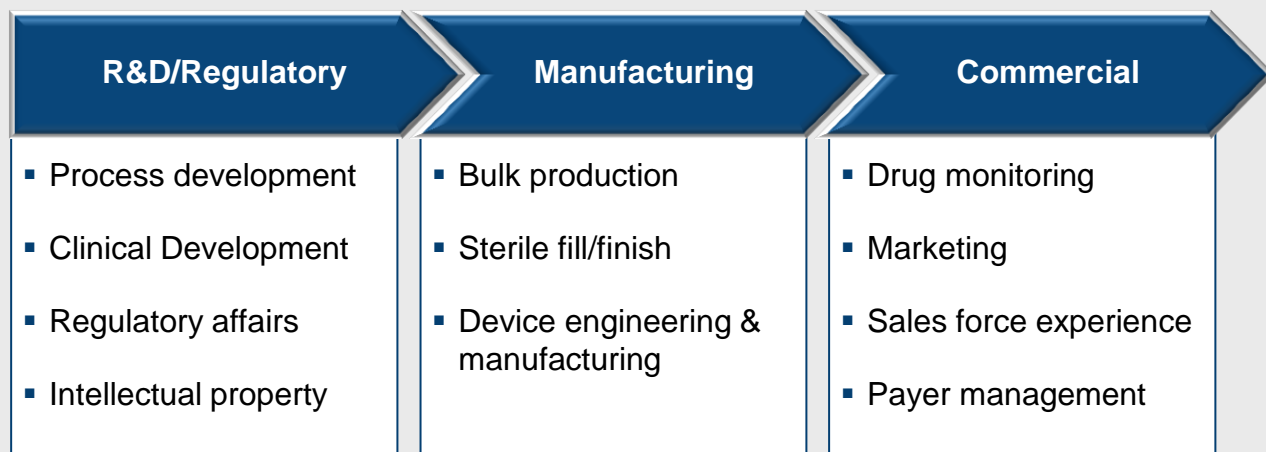 R&D/Regulatory
Manufacturing
Commercial
▪ Process development
▪ Clinical Development
▪ Regulatory affairs
▪ Intellectual property
▪ Bulk production
▪ Sterile fill/finish
▪ Device engineering &
manufacturing
▪ Drug monitoring
▪ Marketing
▪ Sales force experience
▪ Payer management